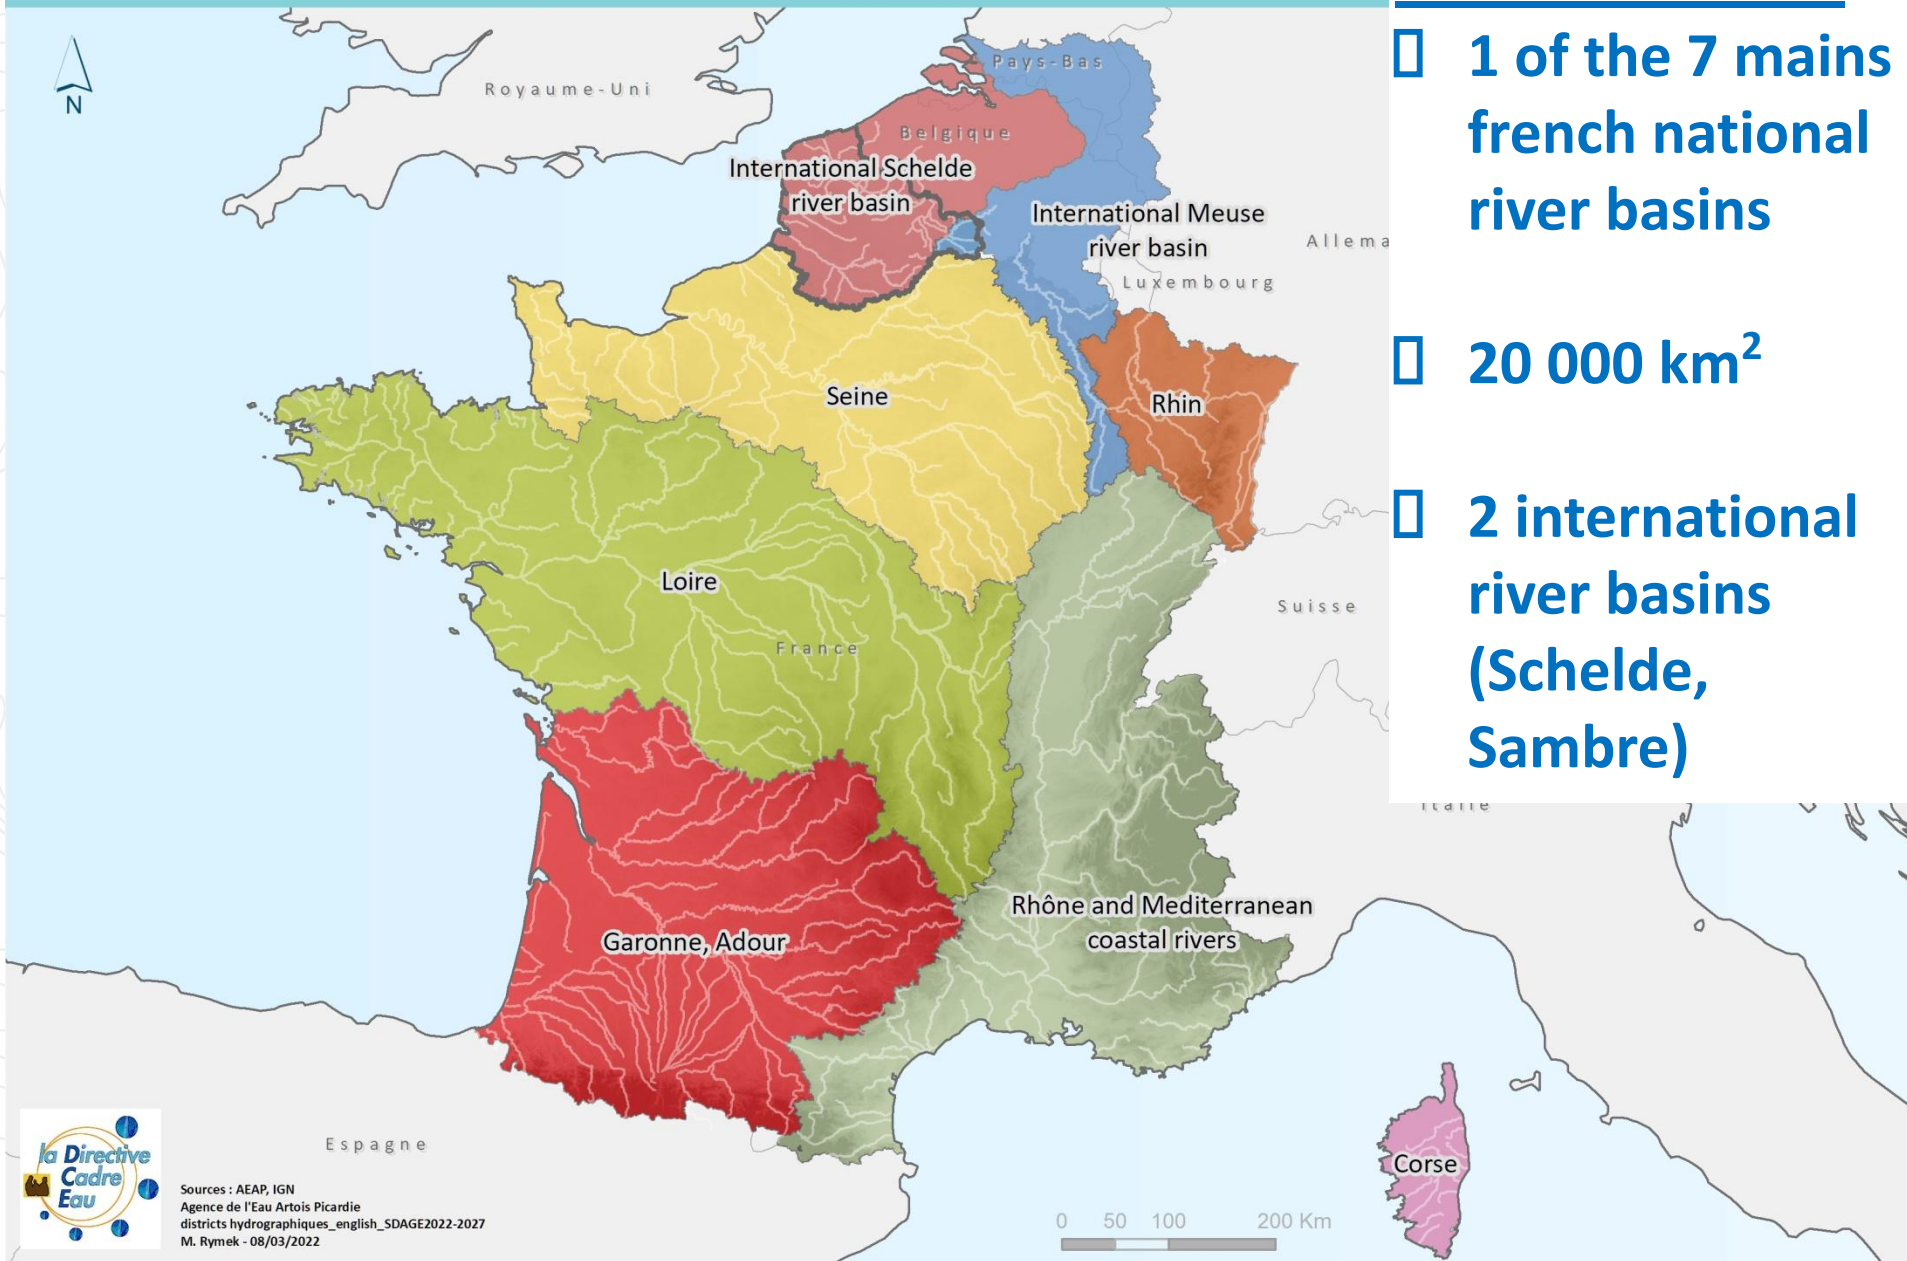 1 of the 7 mains
french national
river basins
20 000 km²
2 international
river basins
(Schelde,
Sambre)
N
Royaume-Uni
Pays-Bas
Belgique
International Schelde
river basin
International Meuse
river basin
Allema
Luxembourg
Seine
Rhin
Loire
France
Suisse
Italie
Rhône and Mediterranean
coastal rivers
Garonne, Adour
Espagne
Corse
la Directive
Cadre
Eau
Sources : AEAP, IGN
Agence de l'Eau Artois Picardie
districts hydrographiques_english_SDAGE2022-2027
M. Rymek - 08/03/2022
0 50 100 200 Km